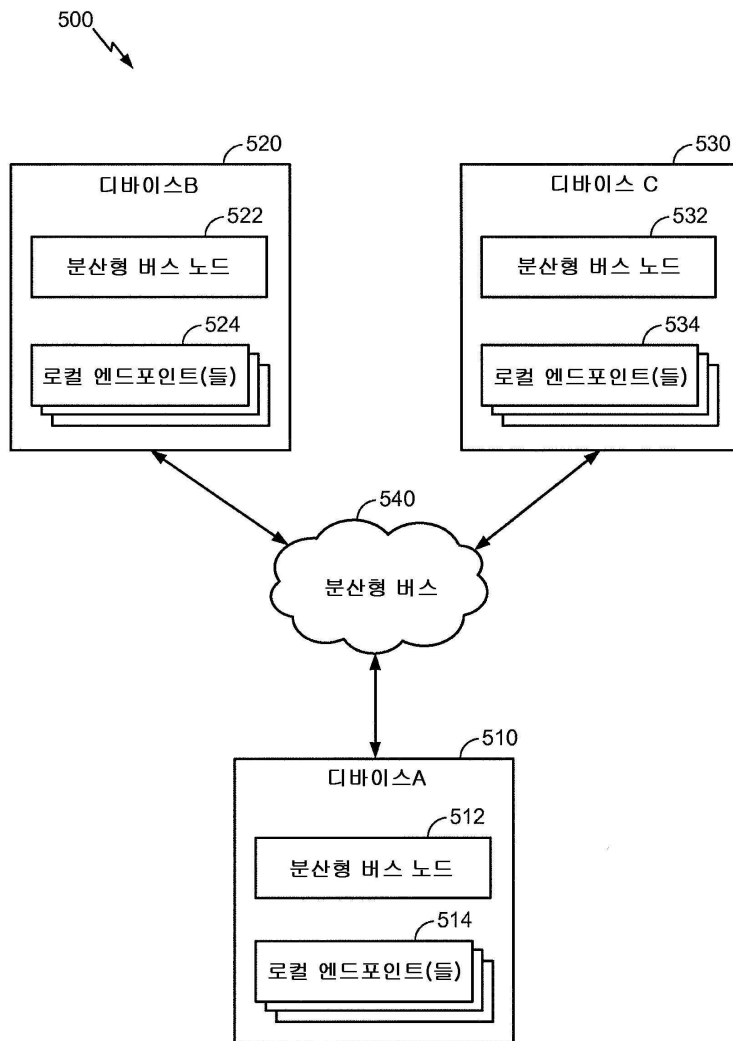 500
520
디바이스B
522
분산형 버스 노드
524
로컬 엔드포인트(들)
530
디바이스 C
532
분산형 버스 노드
534
로컬 엔드포인트(들)
540
분산형 버스
510
디바이스A
512
분산형 버스 노드
514
로컬 엔드포인트(들)